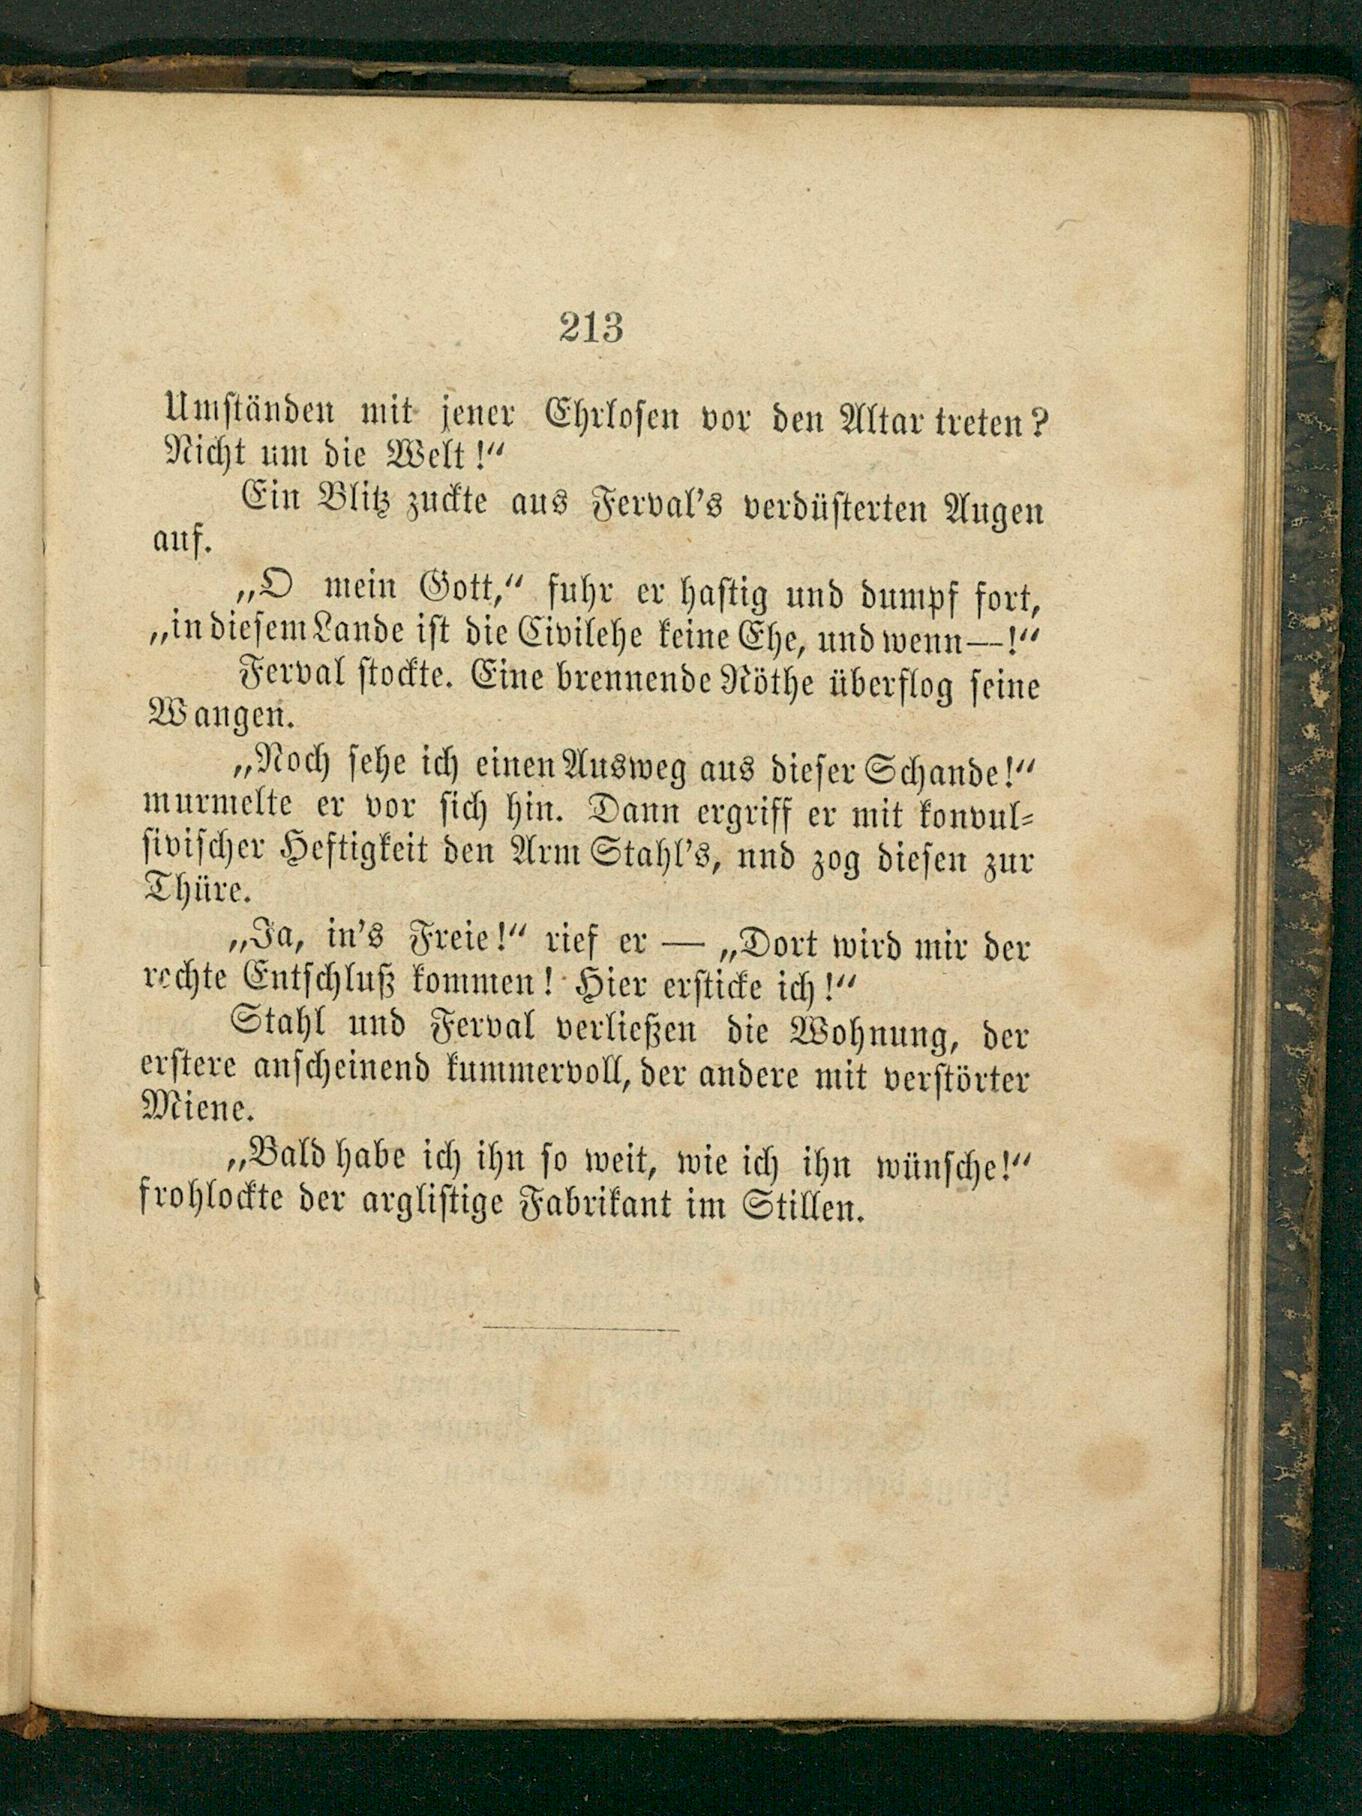 213
Umständen mit jener Ehrlosen vor den Altar treten?
Nicht um die Welt!“
Ein Blitz zuckte aus Ferval's verdüsterten Augen
auf.
„O mein Gott,“ fuhr er hastig und dumpf fort,
„in diesem Lande ist die Civilehe keine Ehe, und wenn—!“
Ferval stockte. Eine brennende Röthe überflog seine
Wangen.
„Noch sehe ich einen Ausweg aus dieser Schande!“
murmelte er vor sich hin. Dann ergriff er mit konvul-
sivischer Heftigkeit den Arm Stahl's, und zog diesen zur
Thüre.
„Ja, in's Freie!“ rief er — „Dort wird mir der
rechte Entschluß kommen! Hier ersticke ich!“
Stahl und Ferval verließen die Wohnung, der
erstere anscheinend kummervoll, der andere mit verstörter
Miene.
„Bald habe ich ihn so weit, wie ich ihn wünsche!“
frohlockte der arglistige Fabrikant im Stillen.